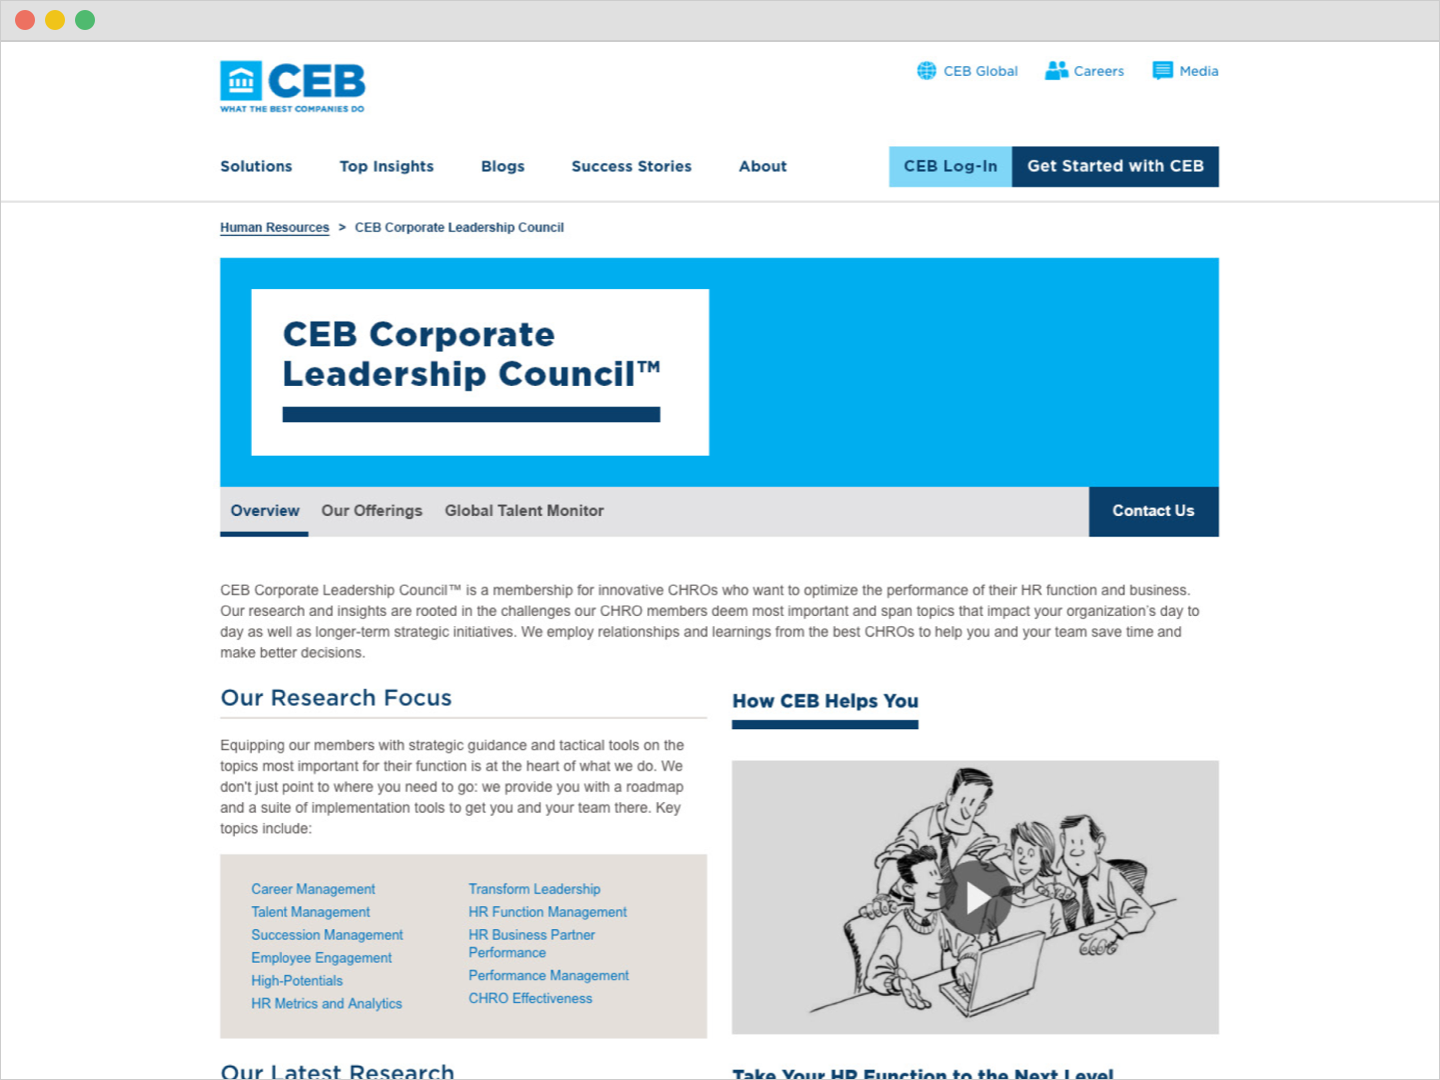 CEB
WHAT THE BEST COMPANIES DO
CEB Global
Careers
Media
Solutions
Top Insights
Blogs
Success Stories
About
CEB Log-In
Get Started with CEB
Human Resources > CEB Corporate Leadership Council
CEB Corporate
Leadership Council™
Overview
Our Offerings
Global Talent Monitor
Contact Us
CEB Corporate Leadership Council™ is a membership for innovative CHROs who want to optimize the performance of their HR function and business.
Our research and insights are rooted in the challenges our CHRO members deem most important and span topics that impact your organization's day to
day as well as longer-term strategic initiatives. We employ relationships and learnings from the best CHROs to help you and your team save time and
make better decisions.
Our Research Focus
Equipping our members with strategic guidance and tactical tools on the
topics most important for their function is at the heart of what we do. We
don't just point to where you need to go: we provide you with a roadmap
and a suite of implementation tools to get you and your team there. Key
topics include:
Career Management
Talent Management
Succession Management
Employee Engagement
High-Potentials
HR Metrics and Analytics
Transform Leadership
HR Function Management
HR Business Partner
Performance
Performance Management
CHRO Effectiveness
How CEB Helps You
Our Latest Research
Take Your HR Function to the Next Level